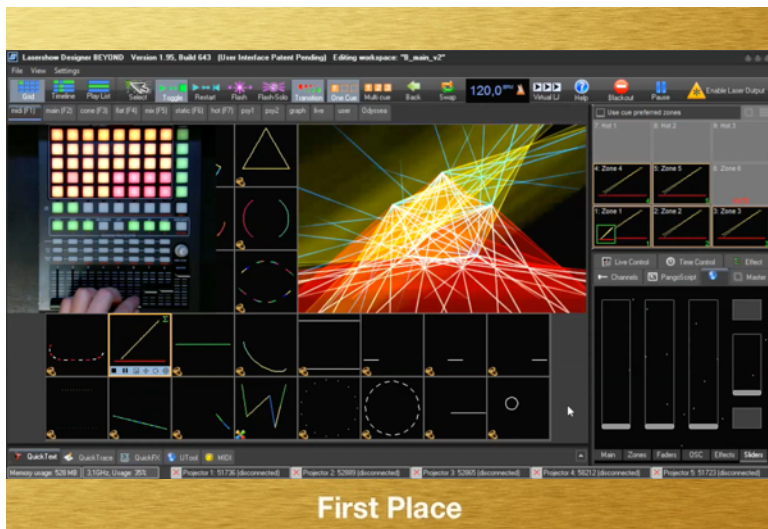 Lasershow Designer BEYOND Version 1.95, Build 643 (User Interface Patent Pending) Editing workspace: "B_main_v2"
File View Settings
Grid Timeline Play List Select Toggle Restart Flash Flash-Solo Transition One Cue Multi cue Back Swap 120,0 BPM Virtual LJ Help Blackout Pause Enable Laser Output
midi (F1) main (F2) cone (F3) flat (F4) mix (F5) static (F6) hot (F7) psy1 psy2 graph live user Odysee
Use cue preferred zones
7: Hot 1 8: Hot 2 9: Hot 3
4: Zone 4 5: Zone 5 6: Zone 6
1: Zone 1 2: Zone 2 3: Zone 3
Live Control Time Control Effect
Channels PangoScript Master
Main Zones Faders OSC Effects Sliders
QuickText QuickTrace QuickFX UTool MIDI
Memory usage: 528 MB 3,1GHz, Usage: 35% Projector 1: 51736 (disconnected) Projector 2: 52889 (disconnected) Projector 3: 52865 (disconnected) Projector 4: 58212 (disconnected) Projector 5: 51723 (disconnected)
First Place